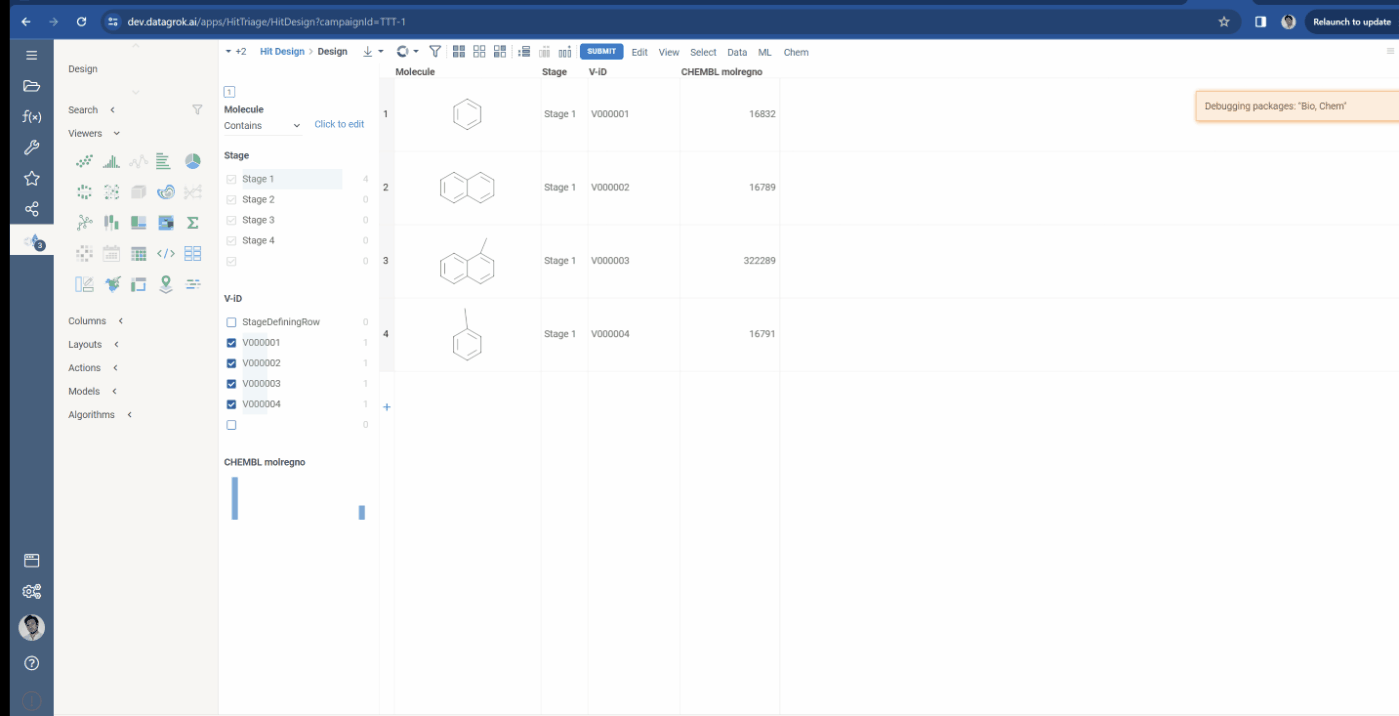 dev.datagrok.ai/apps/HitTriage/HitDesign?campaignId=TTT-1
Relaunch to update
+2 Hit Design > Design SUBMIT Edit View Select Data ML Chem
Design
Search
Viewers
f(x)
3
</>
Σ
Columns
Layouts
Actions
Models
Algorithms
1
Molecule
Contains Click to edit
Stage
Stage 1 4
Stage 2 0
Stage 3 0
Stage 4 0
0
V-iD
StageDefiningRow 0
V000001 1
V000002 1
V000003 1
V000004 1
0
CHEMBL molregno
Molecule Stage V-iD CHEMBL molregno
1 Stage 1 V000001 16832
2 Stage 1 V000002 16789
3 Stage 1 V000003 322289
4 Stage 1 V000004 16791
+
Debugging packages: "Bio, Chem"